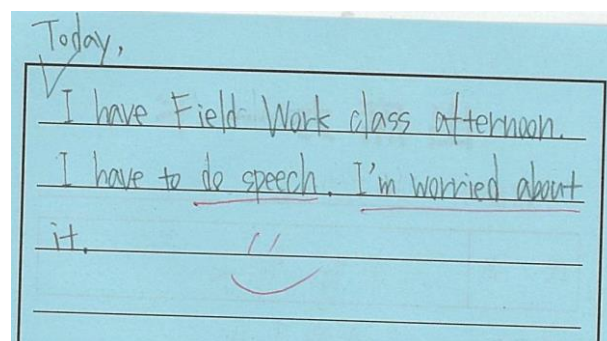 Today,
I have Field Work class afternoon.
I have to do speech. I'm worried about
it.